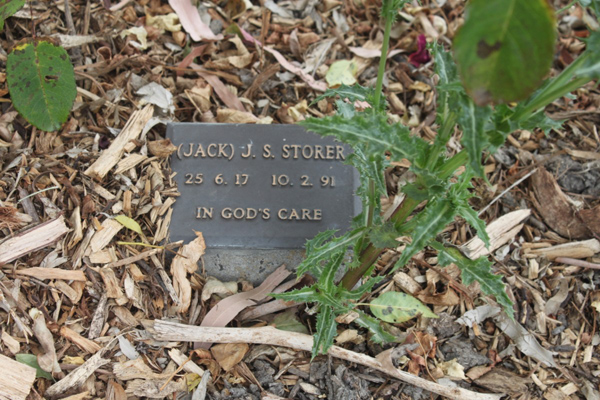 (JACK) J. S. STORER
25 6.17 10.2.91
IN GOD'S CARE